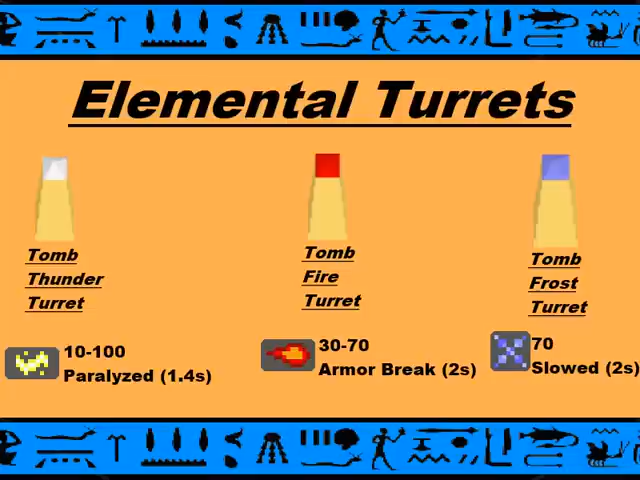 Elemental Turrets
Tomb
Thunder
Turret
Tomb
Fire
Turret
Tomb
Frost
Turret
10-100
Paralyzed (1.4s)
30-70
Armor Break (2s)
70
Slowed (2s)